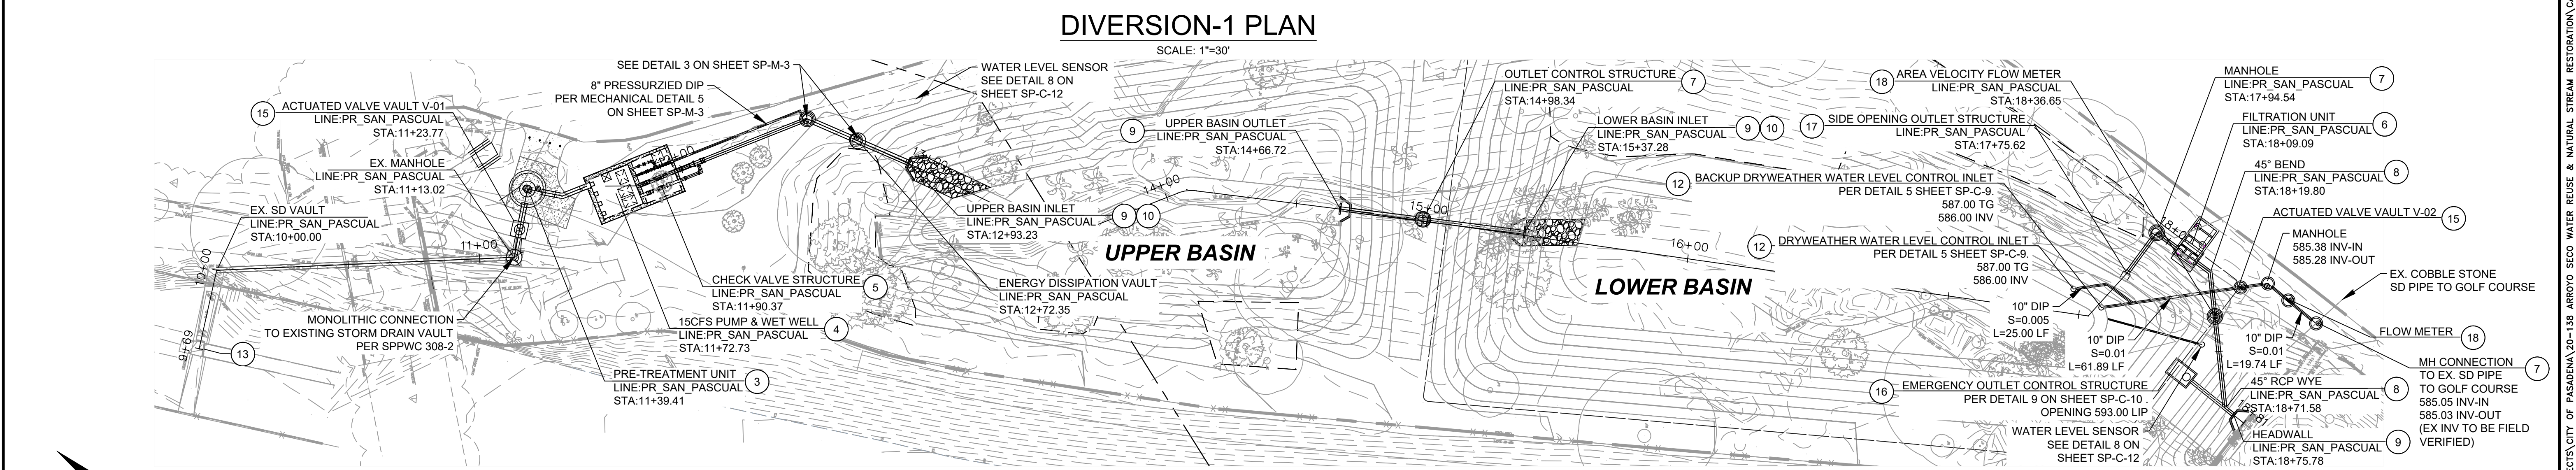 DIVERSION-1 PLAN
SCALE: 1"=30'
SEE DETAIL 3 ON SHEET SP-M-3
8" PRESSURZIED DIP
PER MECHANICAL DETAIL 5
ON SHEET SP-M-3
WATER LEVEL SENSOR
SEE DETAIL 8 ON
SHEET SP-C-12
15
ACTUATED VALVE VAULT V-01
LINE:PR_SAN_PASCUAL
STA:11+23.77
EX. MANHOLE
LINE:PR_SAN_PASCUAL
STA:11+13.02
EX. SD VAULT
LINE:PR_SAN_PASCUAL
STA:10+00.00
10+00
11+00
9+69
13
MONOLITHIC CONNECTION
TO EXISTING STORM DRAIN VAULT
PER SPPWC 308-2
PRE-TREATMENT UNIT
LINE:PR_SAN_PASCUAL
STA:11+39.41
3
15CFS PUMP & WET WELL
LINE:PR_SAN_PASCUAL
STA:11+72.73
4
CHECK VALVE STRUCTURE
LINE:PR_SAN_PASCUAL
STA:11+90.37
5
UPPER BASIN INLET
LINE:PR_SAN_PASCUAL
STA:12+93.23
9 10
ENERGY DISSIPATION VAULT
LINE:PR_SAN_PASCUAL
STA:12+72.35
UPPER BASIN
9
UPPER BASIN OUTLET
LINE:PR_SAN_PASCUAL
STA:14+66.72
14+00
15+00
OUTLET CONTROL STRUCTURE
LINE:PR_SAN_PASCUAL
STA:14+98.34
7
LOWER BASIN INLET
LINE:PR_SAN_PASCUAL
STA:15+37.28
9 10
16+00
LOWER BASIN
18
AREA VELOCITY FLOW METER
LINE:PR_SAN_PASCUAL
STA:18+36.65
17
SIDE OPENING OUTLET STRUCTURE
LINE:PR_SAN_PASCUAL
STA:17+75.62
12
BACKUP DRYWEATHER WATER LEVEL CONTROL INLET
PER DETAIL 5 SHEET SP-C-9.
587.00 TG
586.00 INV
12
DRYWEATHER WATER LEVEL CONTROL INLET
PER DETAIL 5 SHEET SP-C-9.
587.00 TG
586.00 INV
10" DIP
S=0.005
L=25.00 LF
10" DIP
S=0.01
L=61.89 LF
16
EMERGENCY OUTLET CONTROL STRUCTURE
PER DETAIL 9 ON SHEET SP-C-10 .
OPENING 593.00 LIP
WATER LEVEL SENSOR
SEE DETAIL 8 ON
SHEET SP-C-12
MANHOLE
LINE:PR_SAN_PASCUAL
STA:17+94.54
7
FILTRATION UNIT
LINE:PR_SAN_PASCUAL
STA:18+09.09
6
45° BEND
LINE:PR_SAN_PASCUAL
STA:18+19.80
8
ACTUATED VALVE VAULT V-02
15
MANHOLE
585.38 INV-IN
585.28 INV-OUT
EX. COBBLE STONE
SD PIPE TO GOLF COURSE
FLOW METER
18
10" DIP
S=0.01
L=19.74 LF
MH CONNECTION
TO EX. SD PIPE
TO GOLF COURSE
585.05 INV-IN
585.03 INV-OUT
(EX INV TO BE FIELD
VERIFIED)
7
45° RCP WYE
LINE:PR_SAN_PASCUAL
STA:18+71.58
8
HEADWALL
LINE:PR_SAN_PASCUAL
STA:18+75.78
9
CITY OF PASADENA\20-138 ARROYO SECO WATER REUSE & NATURAL STREAM RESTORATION